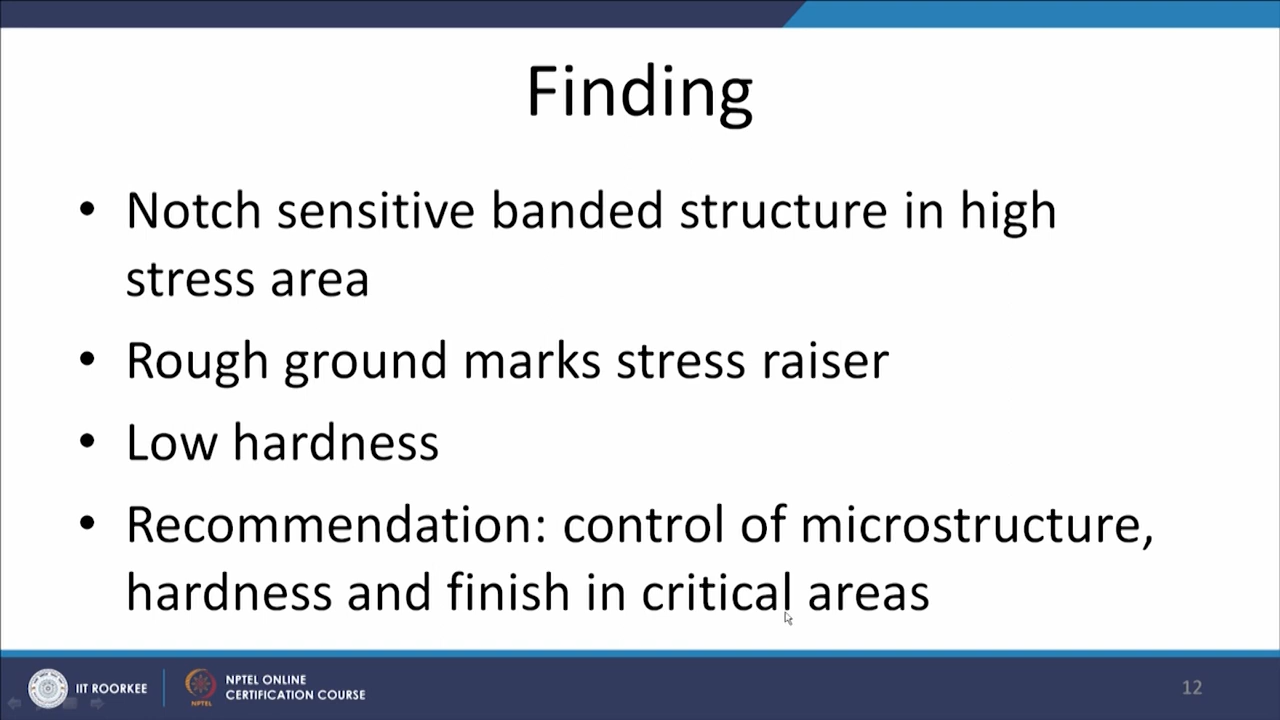 Finding
• Notch sensitive banded structure in high
stress area
• Rough ground marks stress raiser
• Low hardness
• Recommendation: control of microstructure,
hardness and finish in critical areas
IIT ROORKEE
NPTEL
NPTEL ONLINE
CERTIFICATION COURSE
12